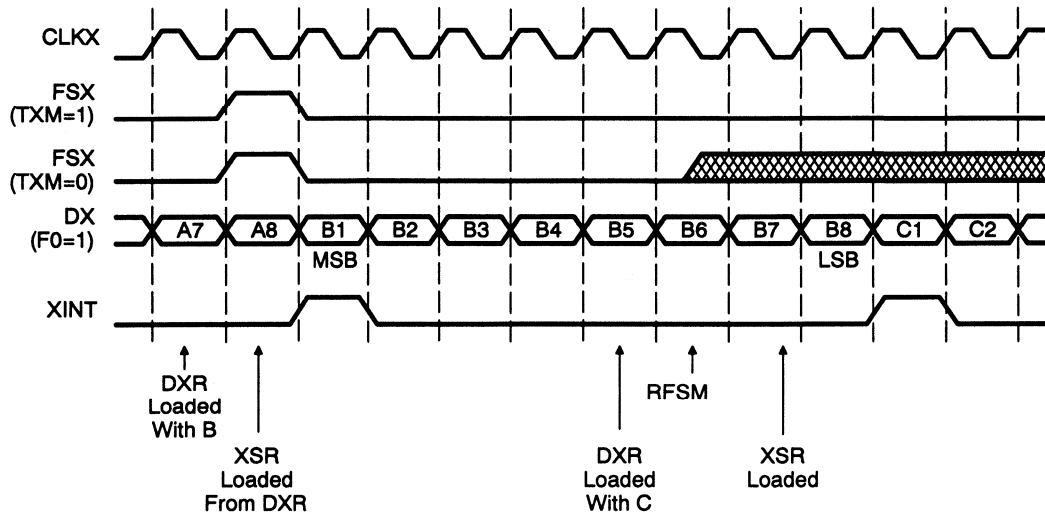 CLKX
FSX
(TXM=1)
FSX
(TXM=0)
DX
(F0=1)
A7 A8 B1 B2 B3 B4 B5 B6 B7 B8 C1 C2
MSB
LSB
XINT
DXR
Loaded
With B
XSR
Loaded
From DXR
DXR
Loaded
With C
RFSM
XSR
Loaded